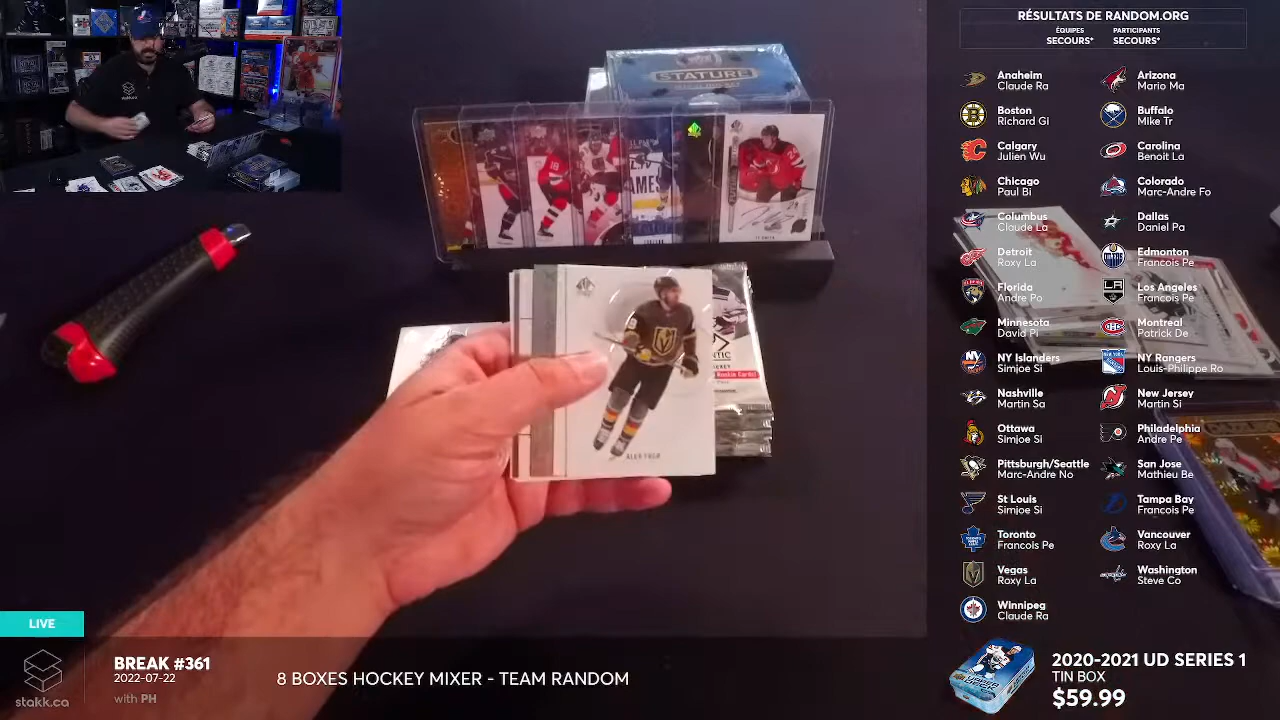 RÉSULTATS DE RANDOM.ORG
ÉQUIPES PARTICIPANTS
SECOURS* SECOURS*
Anaheim
Claude Ra
Arizona
Mario Ma
Boston
Richard Gi
Buffalo
Mike Tr
Calgary
Julien Wu
Carolina
Benoit La
Chicago
Paul Bi
Colorado
Marc-Andre Fo
Columbus
Claude La
Dallas
Daniel Pa
Detroit
Roxy La
Edmonton
Francois Pe
Florida
Andre Po
Los Angeles
Francois Pe
Minnesota
David Pi
Montreal
Patrick De
NY Islanders
Simjoe Si
NY Rangers
Louis-Philippe Ro
Nashville
Martin Sa
New Jersey
Martin Si
Ottawa
Simjoe Si
Philadelphia
Andre Pe
Pittsburgh/Seattle
Marc-Andre No
San Jose
Mathieu Be
St Louis
Simjoe Si
Tampa Bay
Francois Pe
Toronto
Francois Pe
Vancouver
Roxy La
Vegas
Roxy La
Washington
Steve Co
Winnipeg
Claude Ra
STATURE
LIVE
stakk.ca
BREAK #361
2022-07-22
with PH
8 BOXES HOCKEY MIXER - TEAM RANDOM
2020-2021 UD SERIES 1
TIN BOX
$59.99